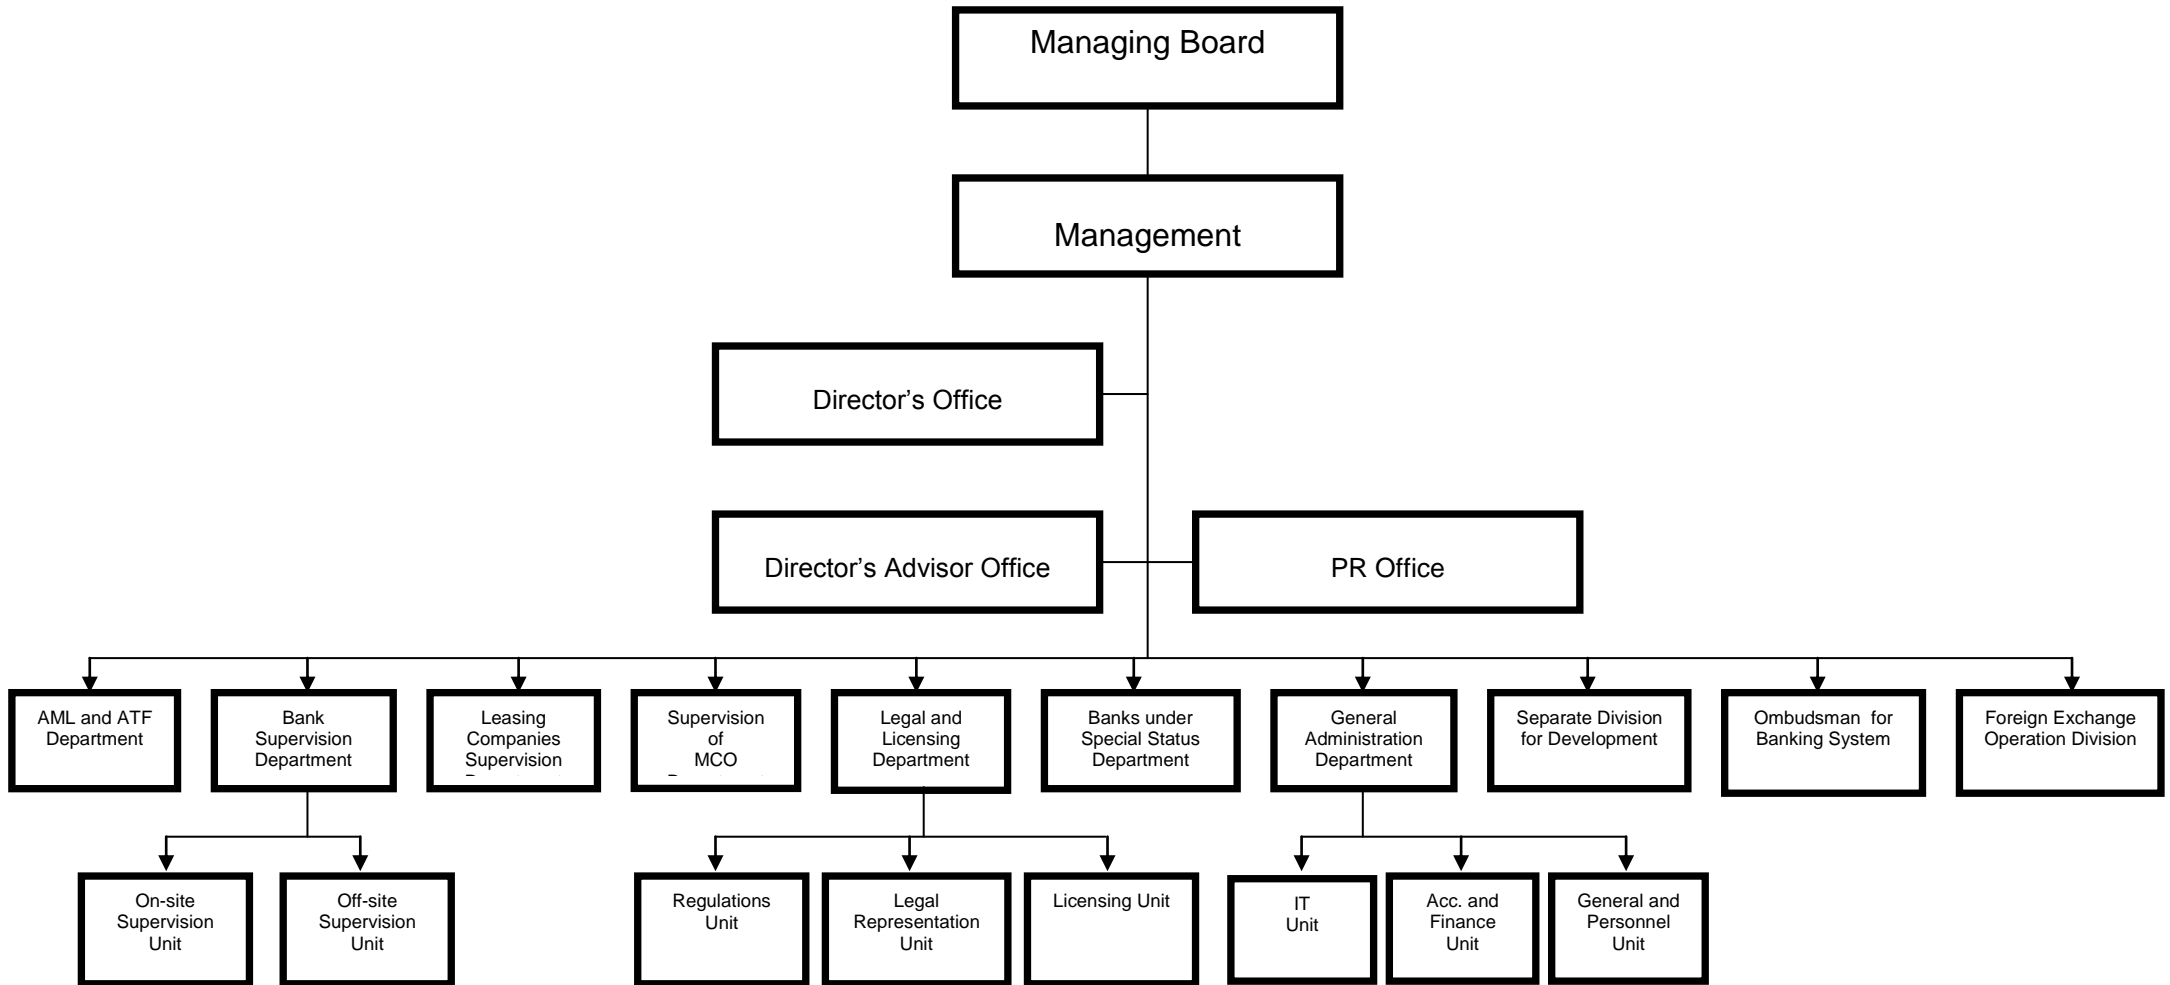 Managing Board
Management
Director’s Office
Director’s Advisor Office
PR Office
AML and ATF
Department
Bank
Supervision
Department
Leasing
Companies
Supervision
Supervision
of
MCO
Legal and
Licensing
Department
Banks under
Special Status
Department
General
Administration
Department
Separate Division
for Development
Ombudsman for
Banking System
Foreign Exchange
Operation Division
On-site
Supervision
Unit
Off-site
Supervision
Unit
Regulations
Unit
Legal
Representation
Unit
Licensing Unit
IT
Unit
Acc. and
Finance
Unit
General and
Personnel
Unit